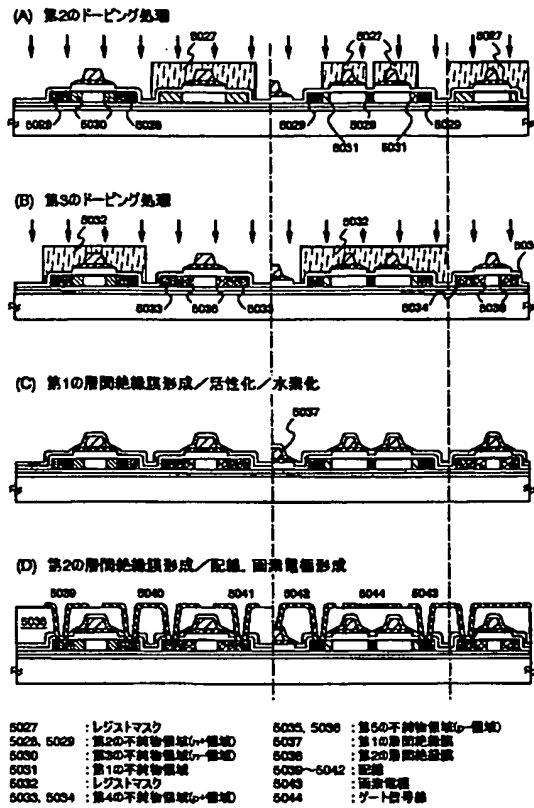 (A) 第2のドーピング処理
5027 5027 5027
5028 5030 5028 5029 5029 5029
5031 5031
(B) 第3のドーピング処理
5032 5032
5033 5035 5033 5034 5036
(C) 第1の層間絶縁膜形成／活性化／水素化
5037
(D) 第2の層間絶縁膜形成／配線、画素電極形成
5039 5040 5041 5042 5044 5043
5038
5027 : レジストマスク
5028, 5029 : 第2の不純物領域(n+領域)
5030 : 第3の不純物領域(n-領域)
5031 : 第1の不純物領域
5032 : レジストマスク
5033, 5034 : 第4の不純物領域(p+領域)
5035, 5036 : 第5の不純物領域(p-領域)
5037 : 第1の層間絶縁膜
5038 : 第2の層間絶縁膜
5039～5042 : 配線
5043 : 画素電極
5044 : ゲート信号線